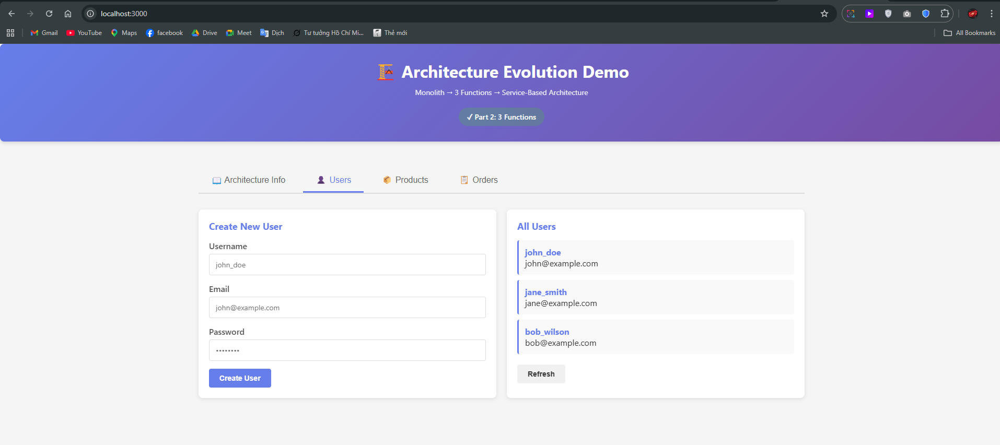 localhost:3000
Gmail YouTube Maps facebook Drive Meet Dịch Tư tưởng Hồ Chí Mi... Thẻ mới All Bookmarks
Architecture Evolution Demo
Monolith → 3 Functions → Service-Based Architecture
✓ Part 2: 3 Functions
Architecture Info Users Products Orders
Create New User
Username
john_doe
Email
john@example.com
Password
••••••••
Create User
All Users
john_doe
john@example.com
jane_smith
jane@example.com
bob_wilson
bob@example.com
Refresh